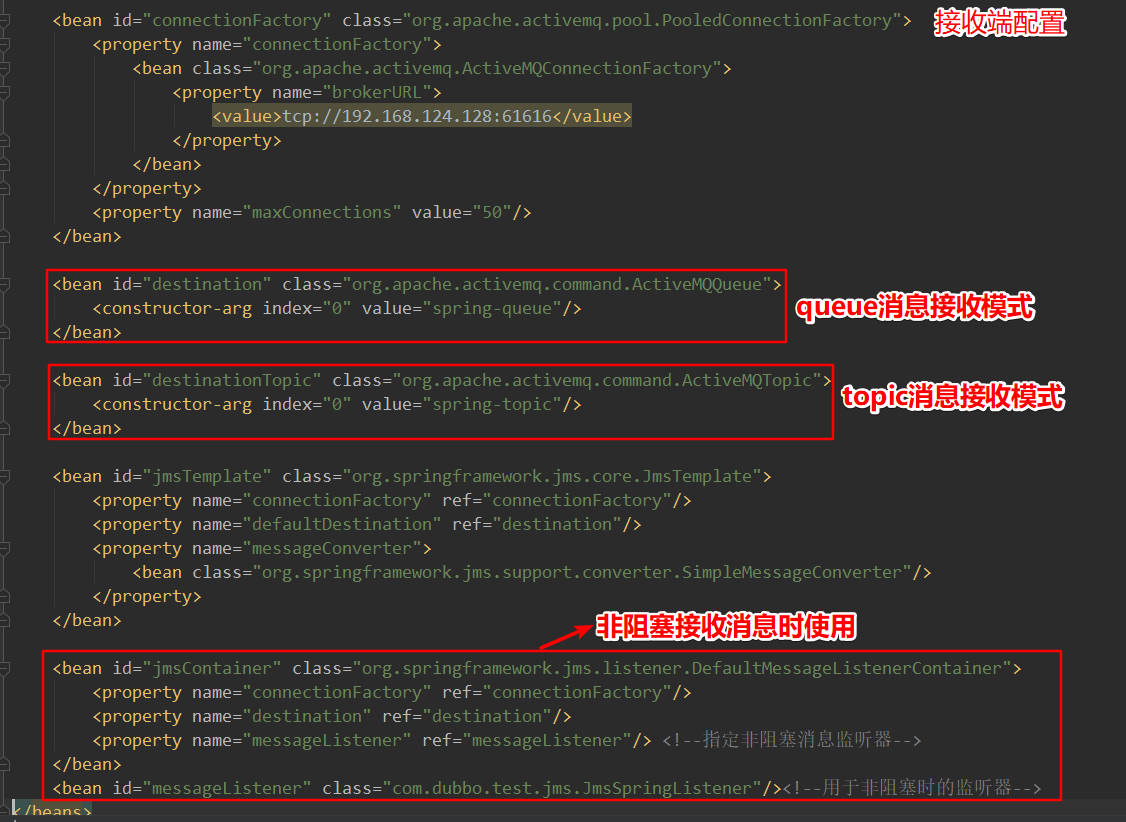 <bean id="connectionFactory" class="org.apache.activemq.pool.PooledConnectionFactory"> 接收端配置
<property name="connectionFactory">
<bean class="org.apache.activemq.ActiveMQConnectionFactory">
<property name="brokerURL">
<value>tcp://192.168.124.128:61616</value>
</property>
</bean>
</property>
<property name="maxConnections" value="50"/>
</bean>
<bean id="destination" class="org.apache.activemq.command.ActiveMQQueue">
<constructor-arg index="0" value="spring-queue"/> queue消息接收模式
</bean>
<bean id="destinationTopic" class="org.apache.activemq.command.ActiveMQTopic">
<constructor-arg index="0" value="spring-topic"/> topic消息接收模式
</bean>
<bean id="jmsTemplate" class="org.springframework.jms.core.JmsTemplate">
<property name="connectionFactory" ref="connectionFactory"/>
<property name="defaultDestination" ref="destination"/>
<property name="messageConverter">
<bean class="org.springframework.jms.support.converter.SimpleMessageConverter"/>
</property>
</bean>
非阻塞接收消息时使用
<bean id="jmsContainer" class="org.springframework.jms.listener.DefaultMessageListenerContainer">
<property name="connectionFactory" ref="connectionFactory"/>
<property name="destination" ref="destination"/>
<property name="messageListener" ref="messageListener"/> <!--指定非阻塞消息监听器-->
</bean>
<bean id="messageListener" class="com.dubbo.test.jms.JmsSpringListener"/><!--用于非阻塞时的监听器-->
</beans>